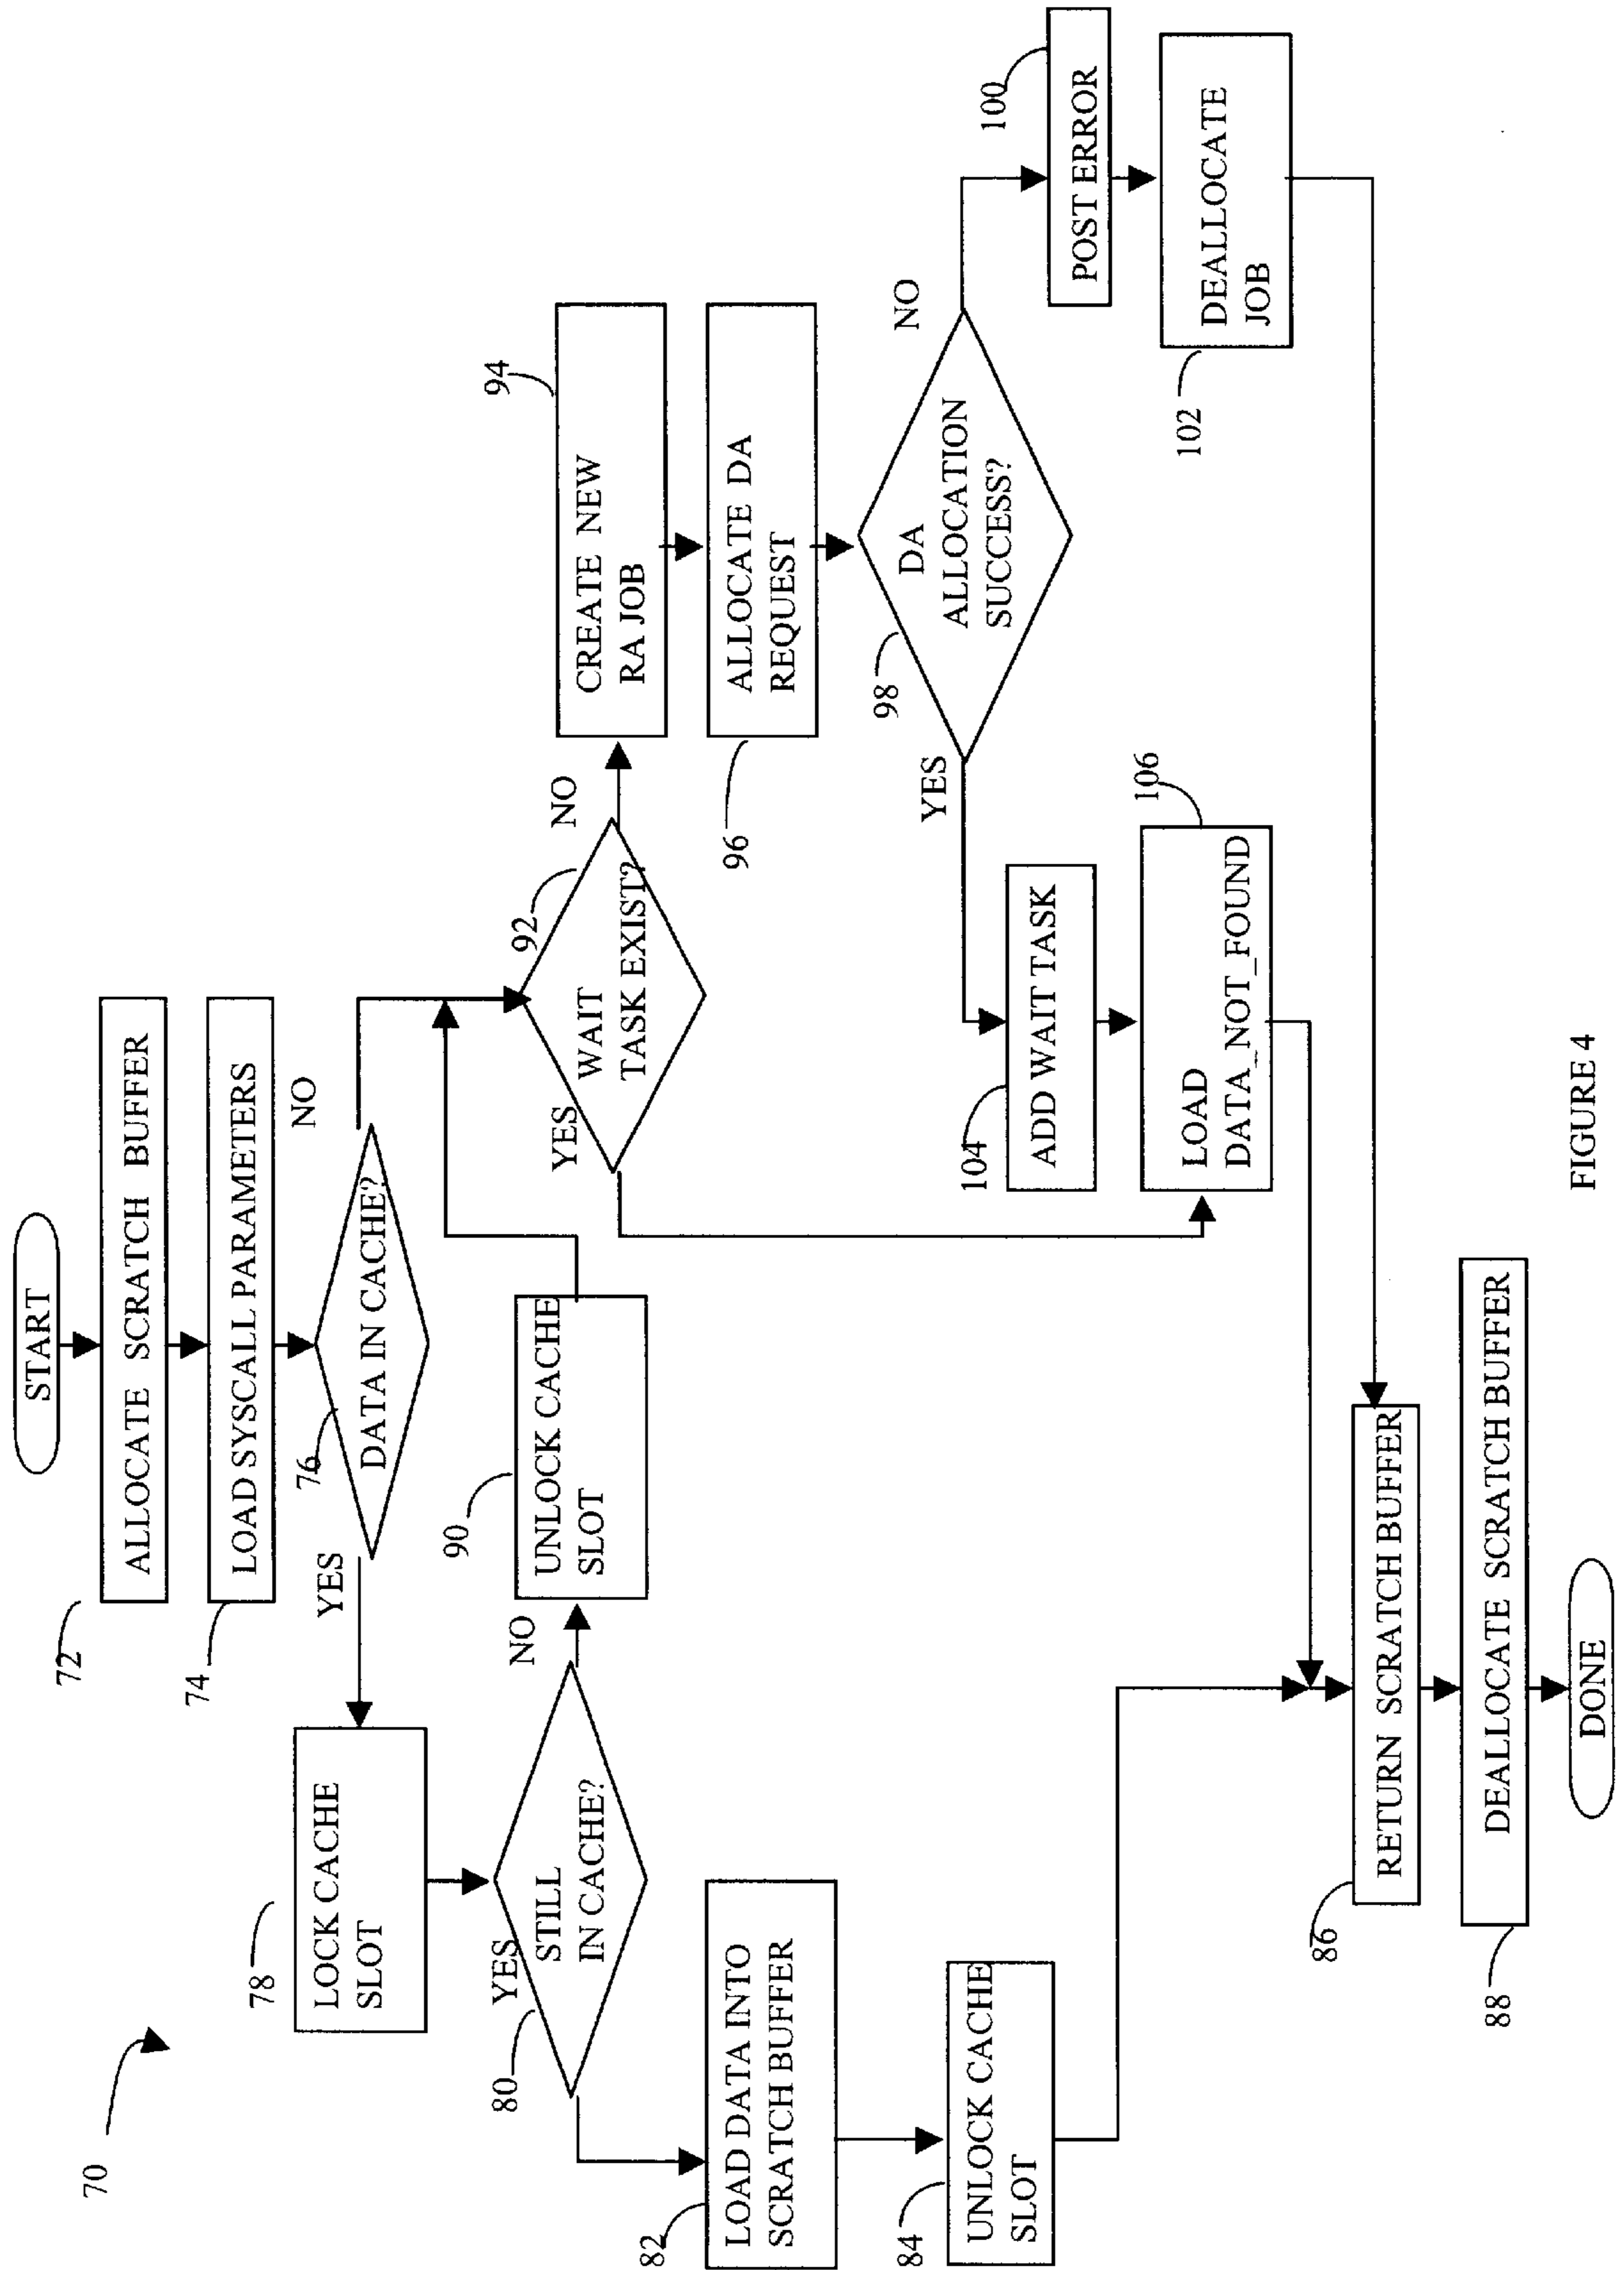 START
ALLOCATE SCRATCH BUFFER
72
LOAD SYSCALL PARAMETERS
74
DATA IN CACHE?
76
YES
NO
LOCK CACHE
SLOT
78
70
STILL
IN CACHE?
80
YES
NO
UNLOCK CACHE
SLOT
90
WAIT
TASK EXIST?
92
YES
NO
CREATE NEW
RA JOB
94
LOAD DATA INTO
SCRATCH BUFFER
82
ALLOCATE DA
REQUEST
96
UNLOCK CACHE
SLOT
84
DA
ALLOCATION
SUCCESS?
98
YES
NO
ADD WAIT TASK
104
POST ERROR
100
LOAD
DATA_NOT_FOUND
106
DEALLOCATE
JOB
102
RETURN SCRATCH BUFFER
86
DEALLOCATE SCRATCH BUFFER
88
DONE
FIGURE 4